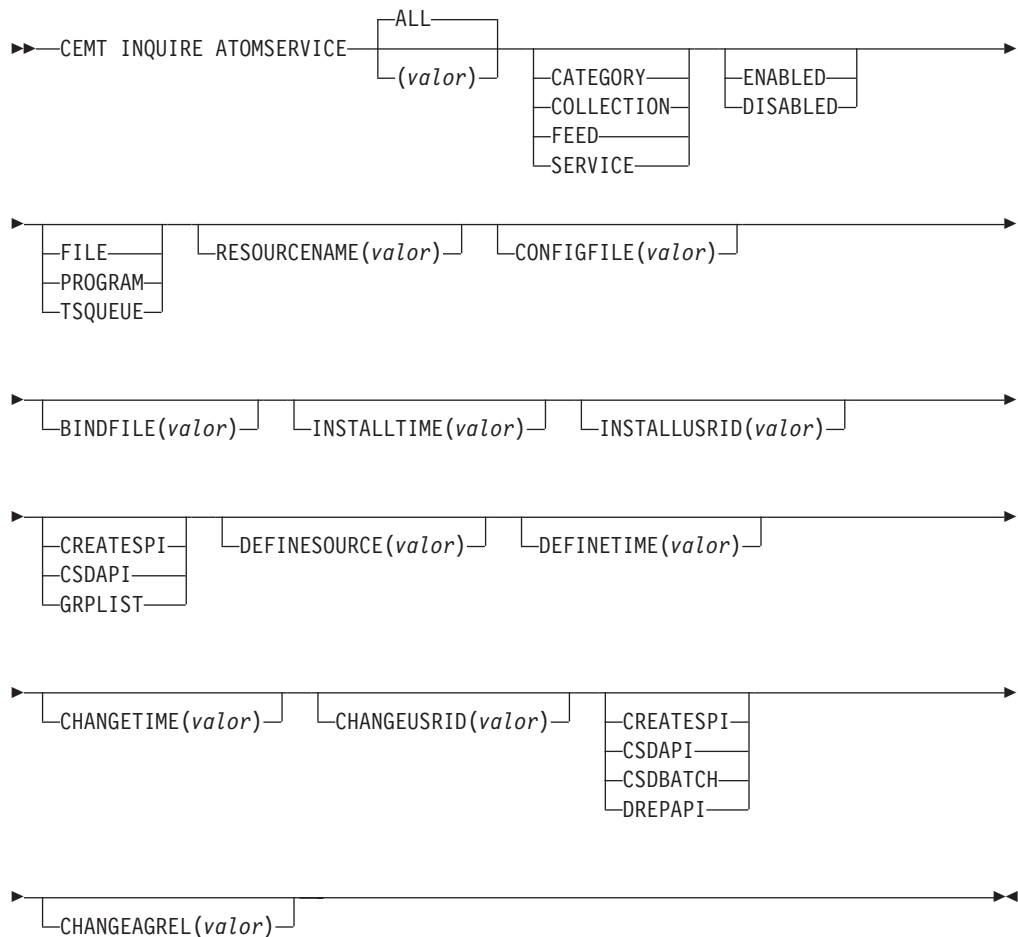 ALL
CEMT INQUIRE ATOMSERVICE
(valor)
CATEGORY
COLLECTION
FEED
SERVICE
ENABLED
DISABLED
FILE
PROGRAM
TSQUEUE
RESOURCENAME(valor)
CONFIGFILE(valor)
BINDFILE(valor)
INSTALLTIME(valor)
INSTALLUSRID(valor)
CREATESPI
CSDAPI
GRPLIST
DEFINESOURCE(valor)
DEFINETIME(valor)
CHANGETIME(valor)
CHANGEUSRID(valor)
CREATESPI
CSDAPI
CSDBATCH
DREPAPI
CHANGEAGREL(valor)